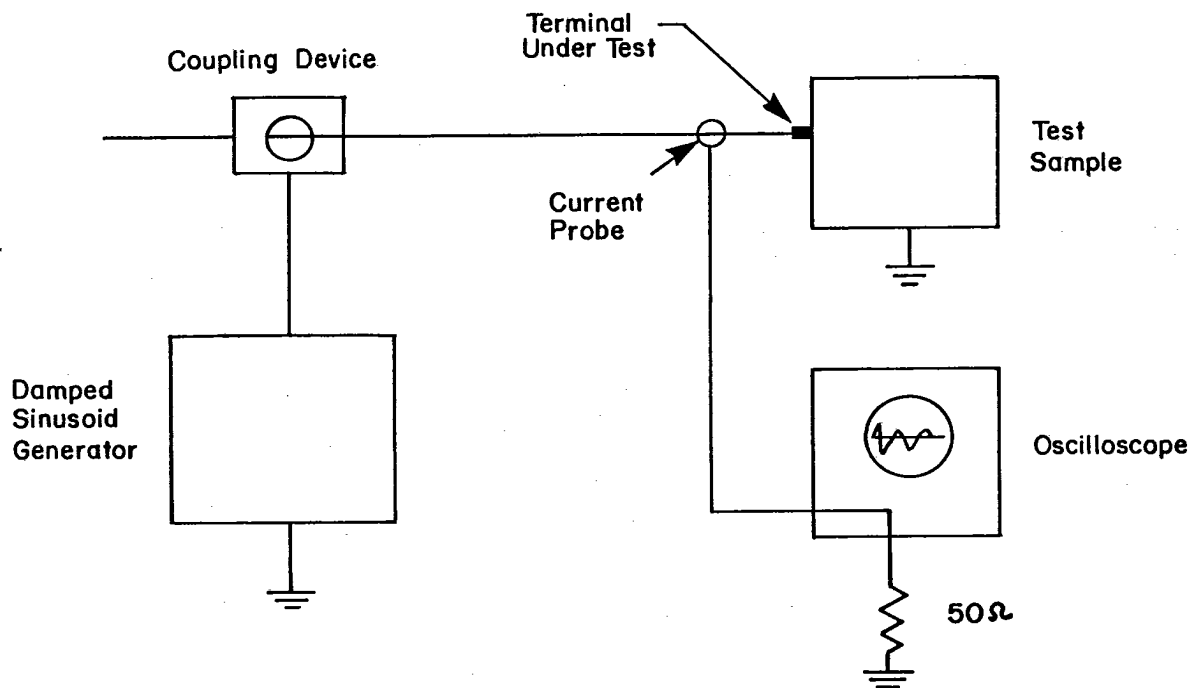 Terminal
Under Test
Coupling Device
Test
Sample
Current
Probe
Damped
Sinusoid
Generator
Oscilloscope
50Ω